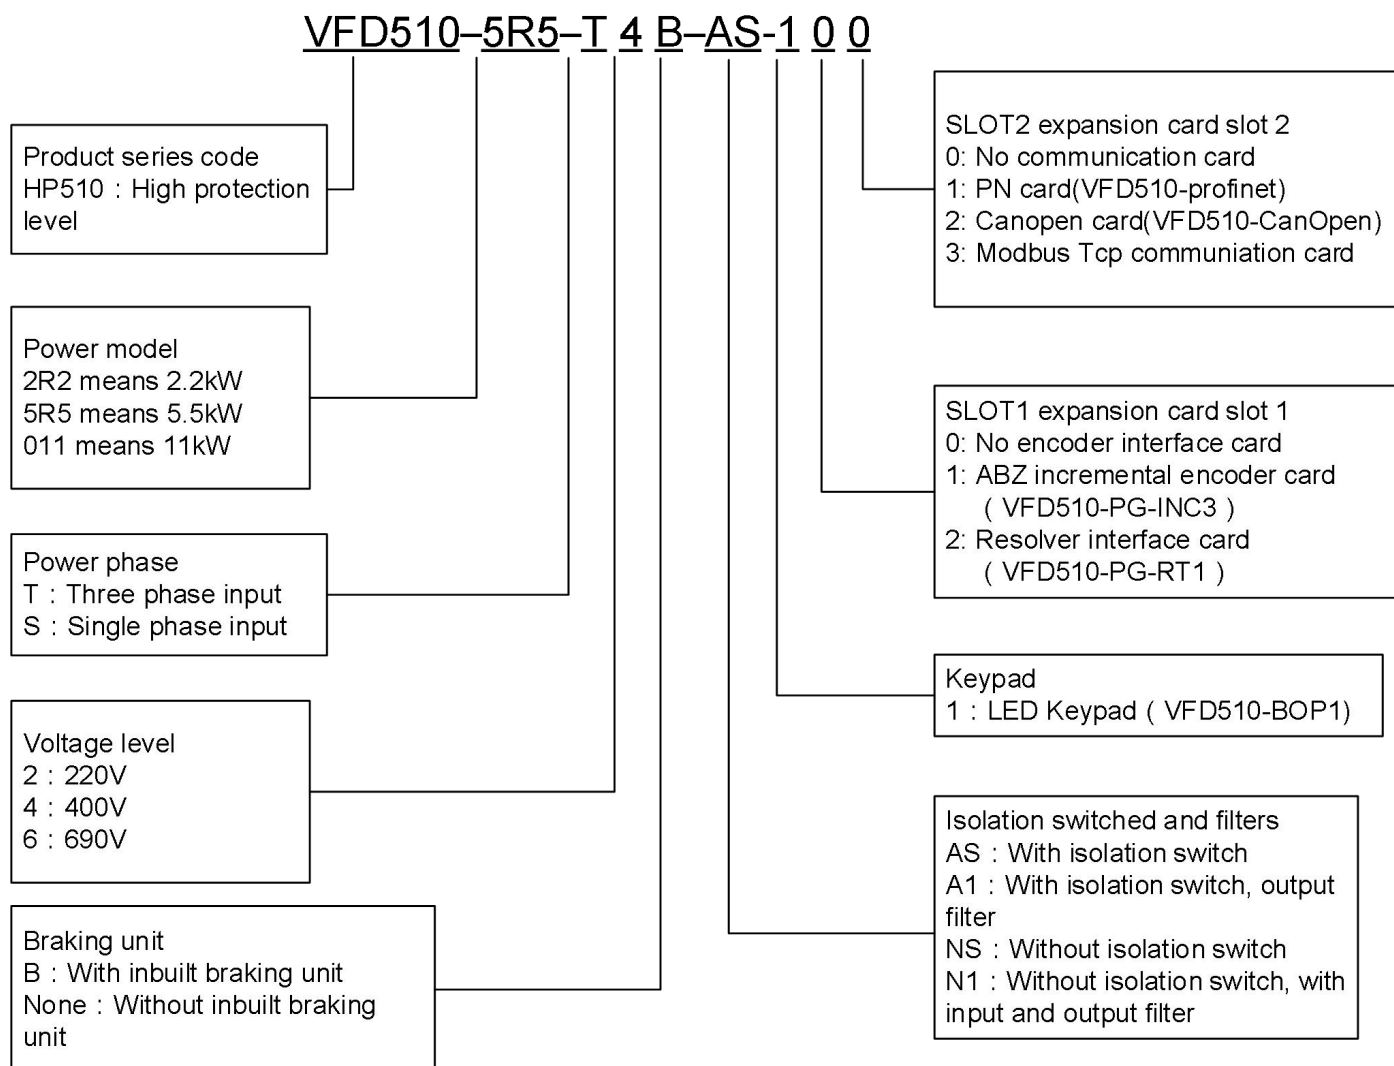 VFD510–5R5–T 4 B–AS-1 0 0
Product series code
HP510 : High protection
level
Power model
2R2 means 2.2kW
5R5 means 5.5kW
011 means 11kW
Power phase
T : Three phase input
S : Single phase input
Voltage level
2 : 220V
4 : 400V
6 : 690V
Braking unit
B : With inbuilt braking unit
None : Without inbuilt braking
unit
SLOT2 expansion card slot 2
0: No communication card
1: PN card(VFD510-profinet)
2: Canopen card(VFD510-CanOpen)
3: Modbus Tcp communiation card
SLOT1 expansion card slot 1
0: No encoder interface card
1: ABZ incremental encoder card
( VFD510-PG-INC3 )
2: Resolver interface card
( VFD510-PG-RT1 )
Keypad
1 : LED Keypad ( VFD510-BOP1)
Isolation switched and filters
AS : With isolation switch
A1 : With isolation switch, output
filter
NS : Without isolation switch
N1 : Without isolation switch, with
input and output filter